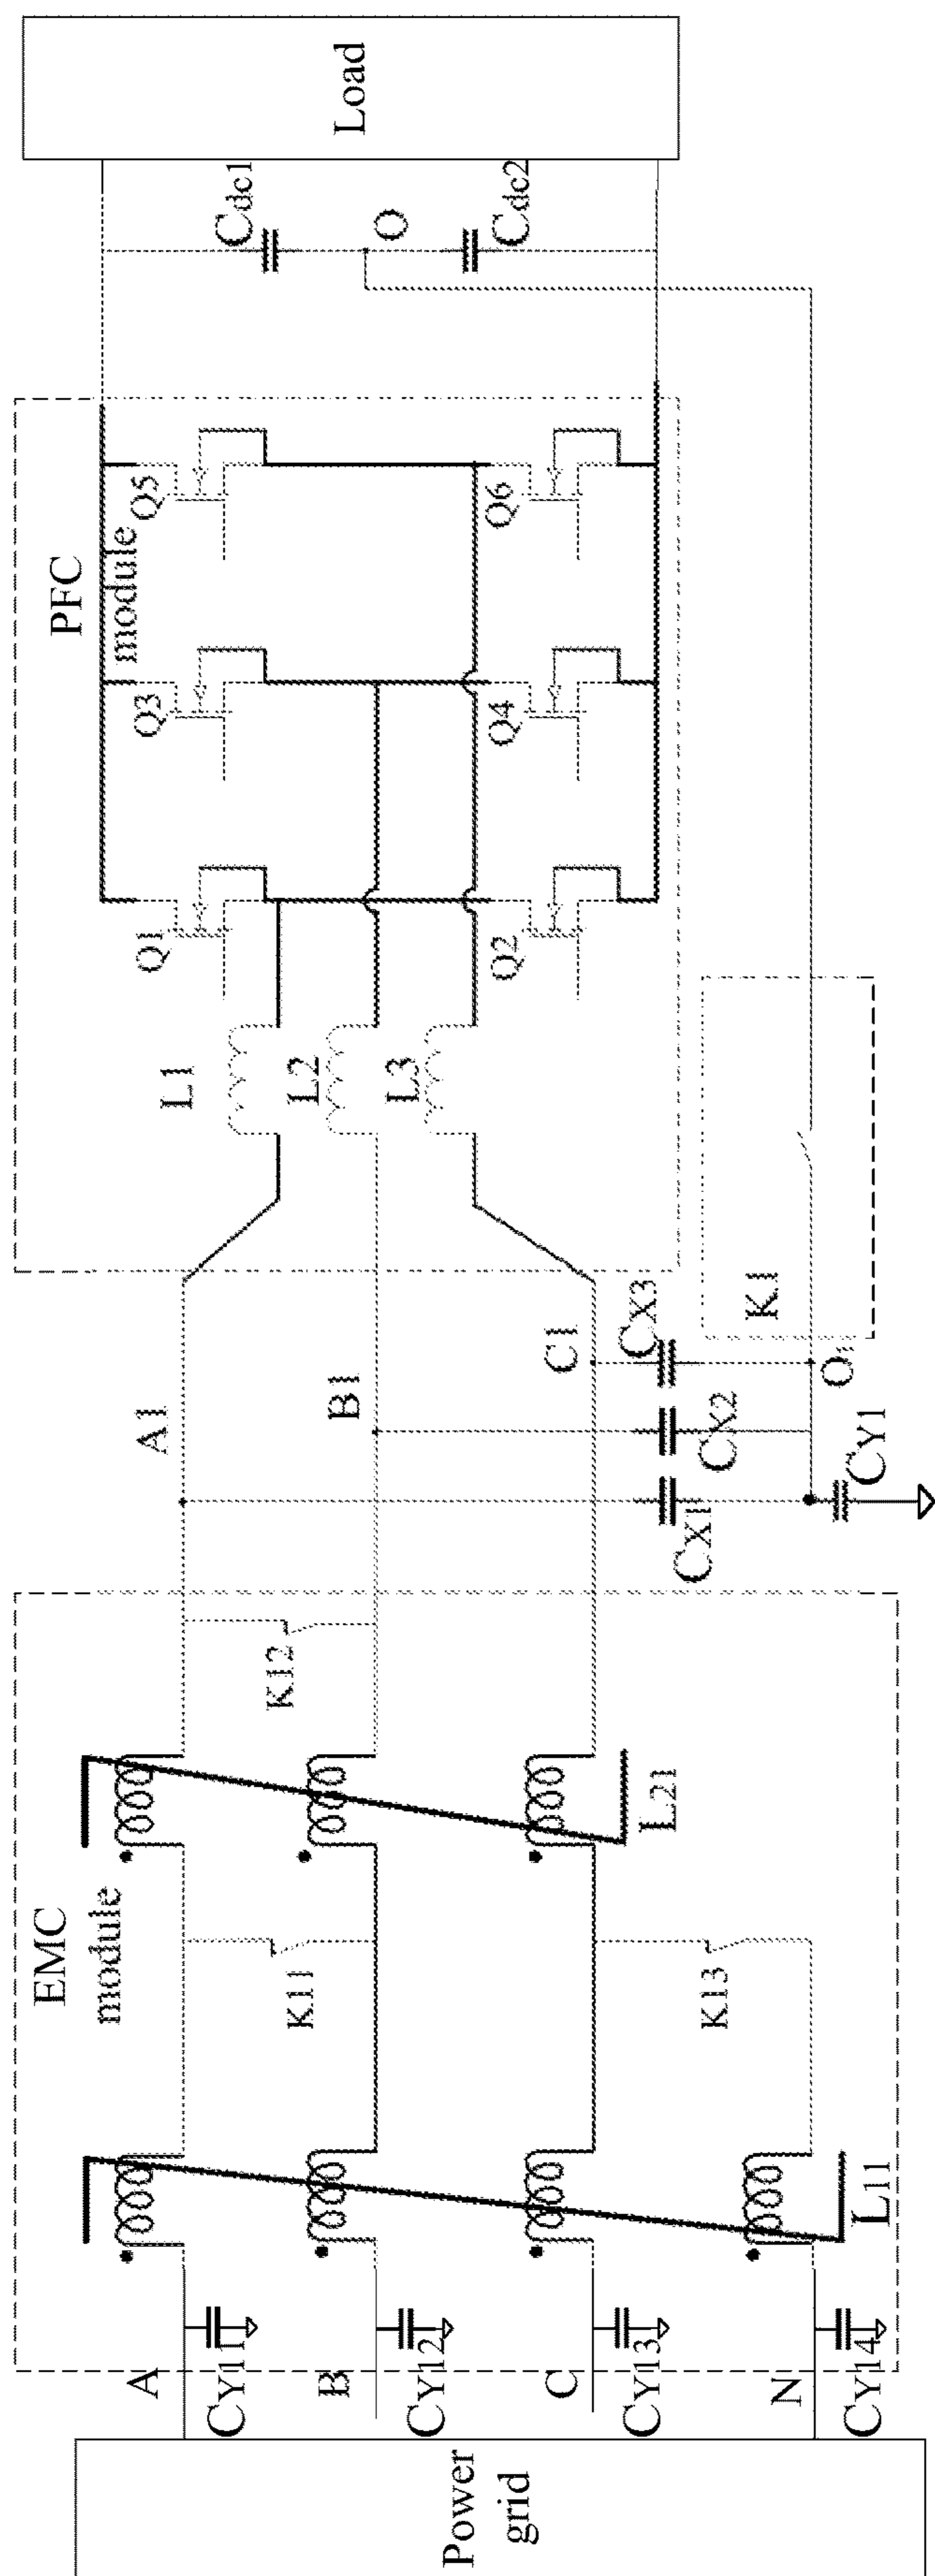 Power
grid
A
B
C
N
CY11
CY12
CY13
CY14
EMC
module
L11
K11
K13
L21
K12
A1
B1
C1
CX1
CX2
CX3
CY1
O1
K1
PFC
module
L1
L2
L3
Q1
Q2
Q3
Q4
Q5
Q6
Cdc1
O
Cdc2
Load